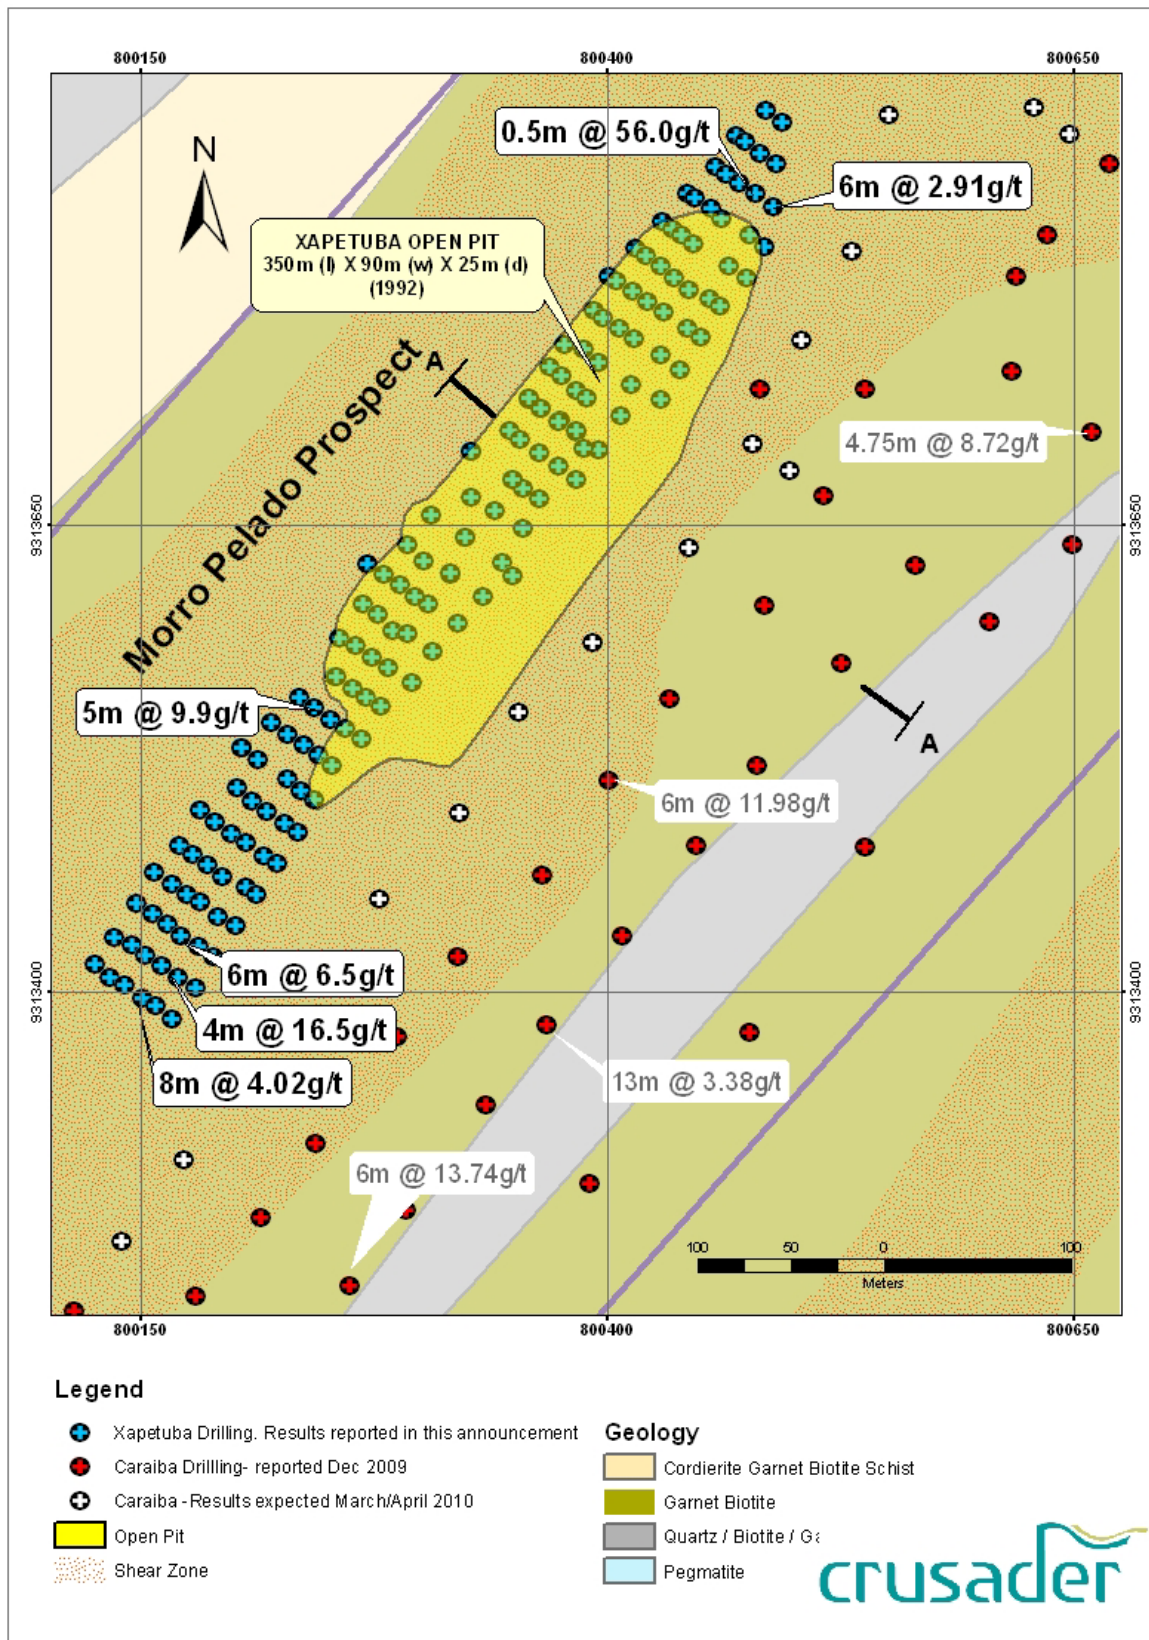 800150 800400 800650
0.5m @ 56.0g/t
N
6m @ 2.91g/t
XAPETUBA OPEN PIT
350m (l) X 90m (w) X 25m (d)
(1992)
A
Morro Pelado Prospect
4.75m @ 8.72g/t
9313650 9313650
5m @ 9.9g/t
A
6m @ 11.98g/t
6m @ 6.5g/t
9313400 9313400
4m @ 16.5g/t
8m @ 4.02g/t
13m @ 3.38g/t
6m @ 13.74g/t
100 50 0 100
Meters
800150 800400 800650
Legend
Xapetuba Drilling. Results reported in this announcement
Caraiba Drillling- reported Dec 2009
Caraiba - Results expected March/April 2010
Open Pit
Shear Zone
Geology
Cordierite Garnet Biotite Schist
Garnet Biotite
Quartz / Biotite / Ga
Pegmatite
crusader